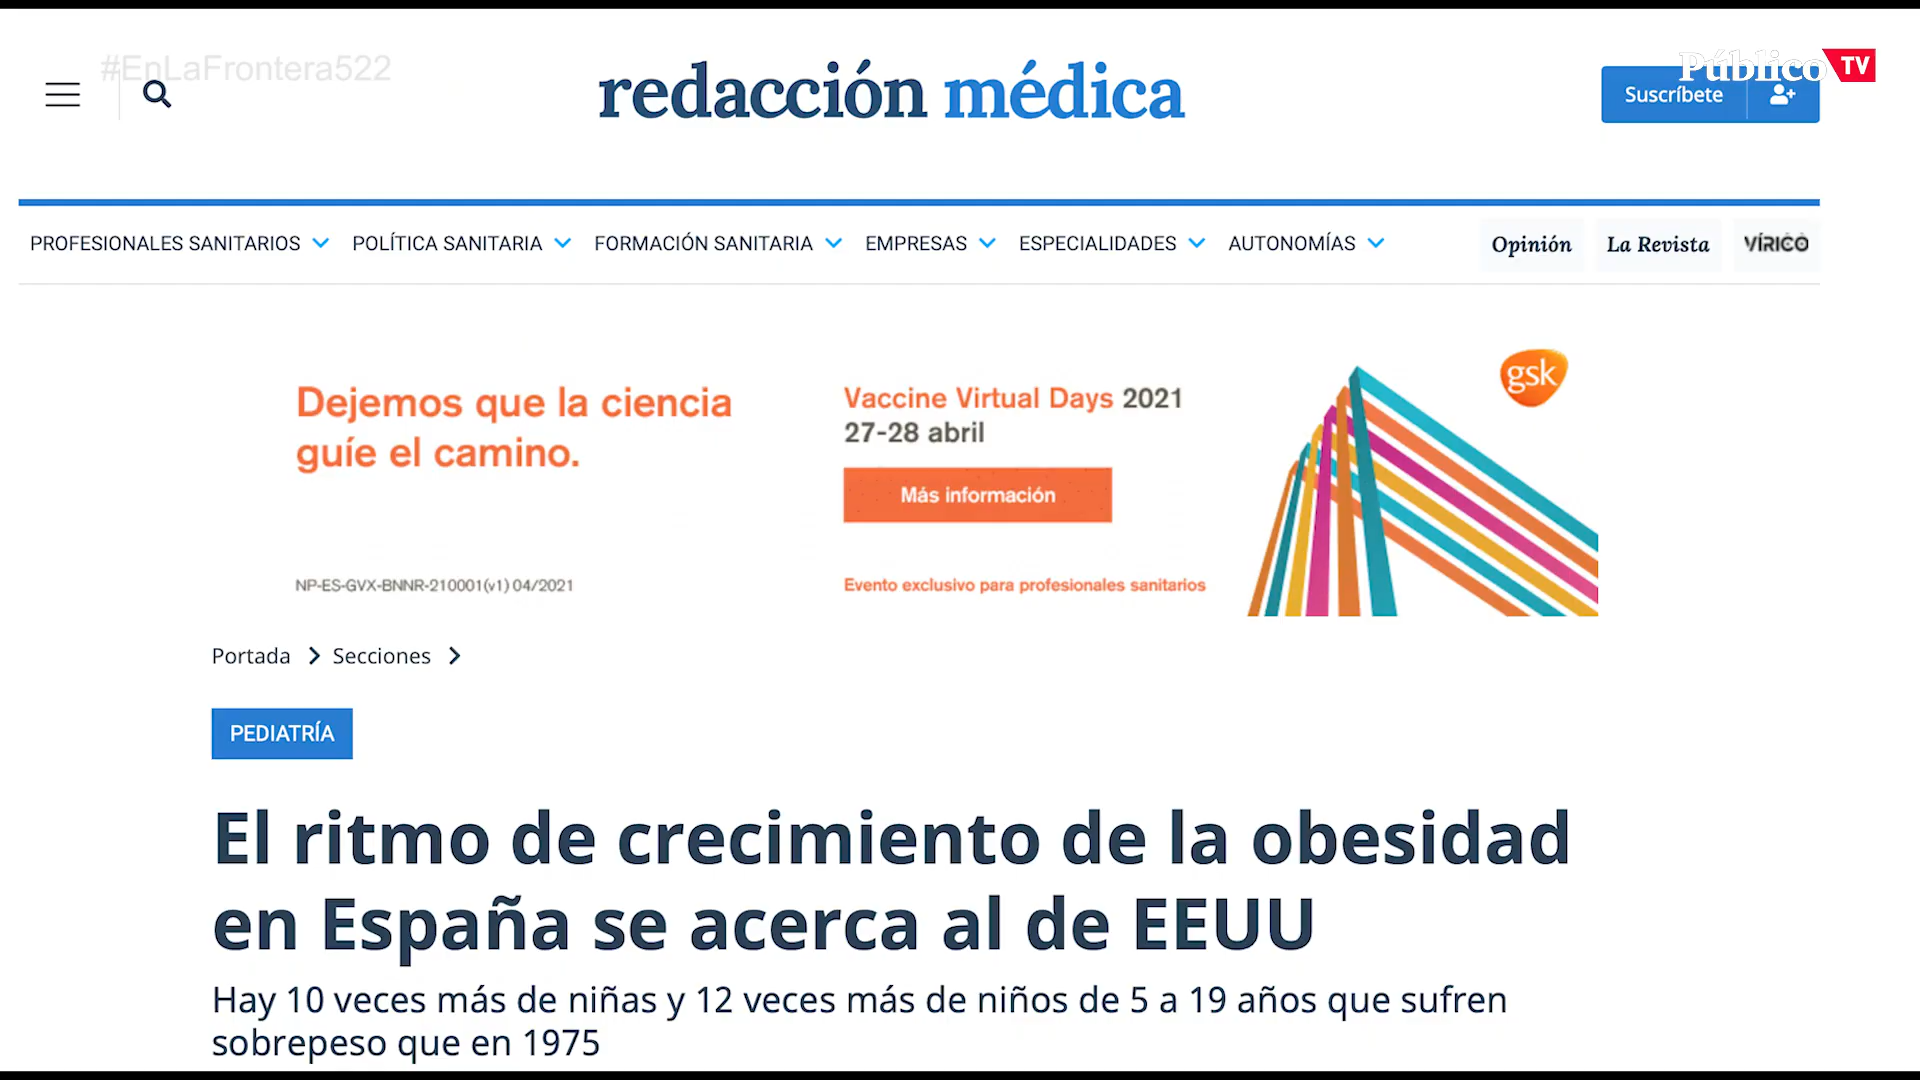 #EnLaFrontera522
redacción médica
Público TV
Suscríbete
PROFESIONALES SANITARIOS POLÍTICA SANITARIA FORMACIÓN SANITARIA EMPRESAS ESPECIALIDADES AUTONOMÍAS Opinión La Revista VÍRICO
Dejemos que la ciencia
guíe el camino.
NP-ES-GVX-BNNR-210001(v1) 04/2021
Vaccine Virtual Days 2021
27-28 abril
Más información
Evento exclusivo para profesionales sanitarios
gsk
Portada Secciones
PEDIATRÍA
El ritmo de crecimiento de la obesidad
en España se acerca al de EEUU
Hay 10 veces más de niñas y 12 veces más de niños de 5 a 19 años que sufren
sobrepeso que en 1975